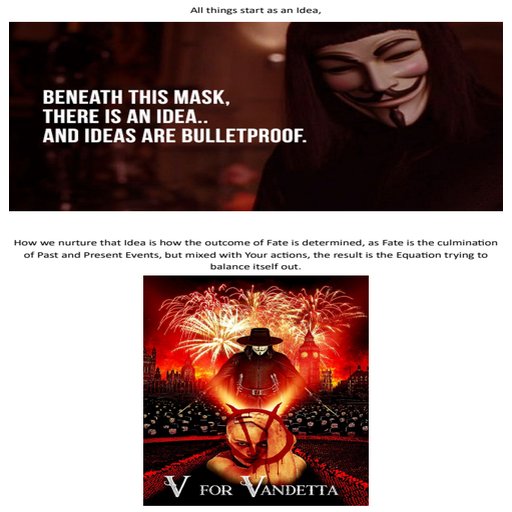 All things start as an Idea,
BENEATH THIS MASK,
THERE IS AN IDEA..
AND IDEAS ARE BULLETPROOF.
How we nurture that Idea is how the outcome of Fate is determined, as Fate is the culmination
of Past and Present Events, but mixed with Your actions, the result is the Equation trying to
balance itself out.
V FOR VANDETTA